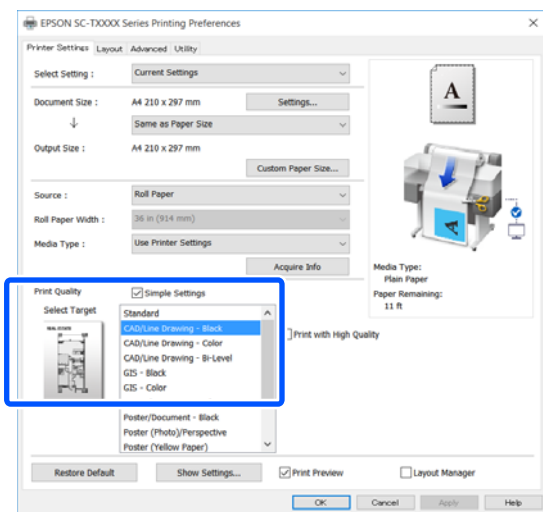 EPSON SC-TXXXX Series Printing Preferences
Printer Settings Layout Advanced Utility
Select Setting : Current Settings
Document Size : A4 210 x 297 mm Settings...
Same as Paper Size
Output Size : A4 210 x 297 mm
Custom Paper Size...
Source : Roll Paper
Roll Paper Width : 36 in (914 mm)
Media Type : Use Printer Settings
Acquire Info
A
Media Type:
Plain Paper
Paper Remaining:
11 ft
Print Quality Simple Settings
Select Target
Standard
CAD/Line Drawing - Black
CAD/Line Drawing - Color
CAD/Line Drawing - Bi-Level
GIS - Black
GIS - Color
Print with High Quality
Poster/Document - Black
Poster (Photo)/Perspective
Poster (Yellow Paper)
Restore Default Show Settings... Print Preview Layout Manager
OK Cancel Apply Help